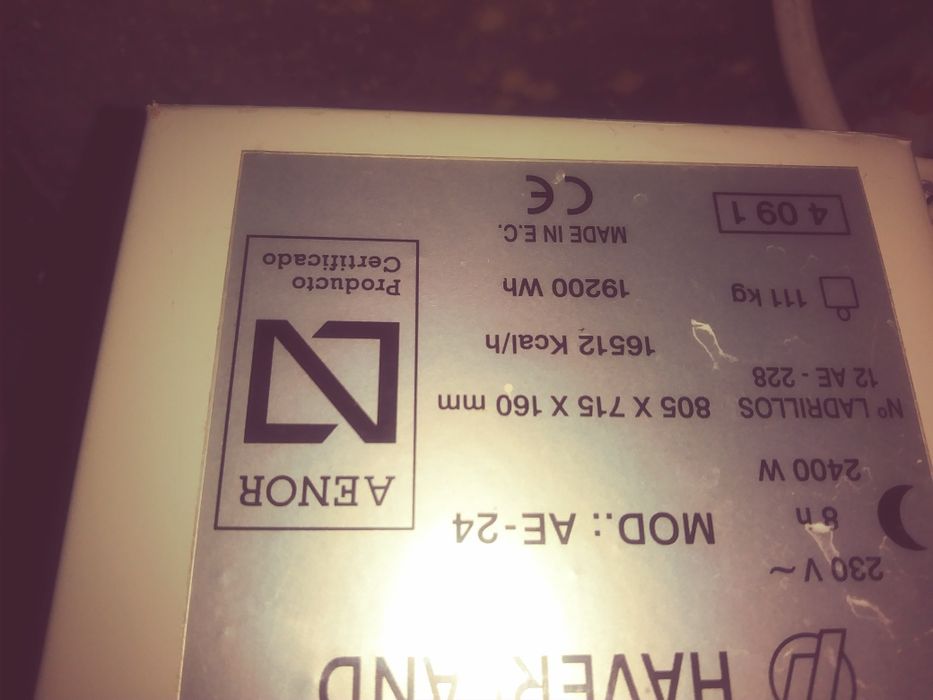 HAVERLAND
230 V ~
8 h
MOD.: AE-24
2400 W
Nº LADRILLOS
12 AE - 228
805 X 715 X 160 mm
16512 Kcal/h
111 kg
19200 Wh
MADE IN E.C.
4 09 1
CE
AENOR
Producto
Certificado